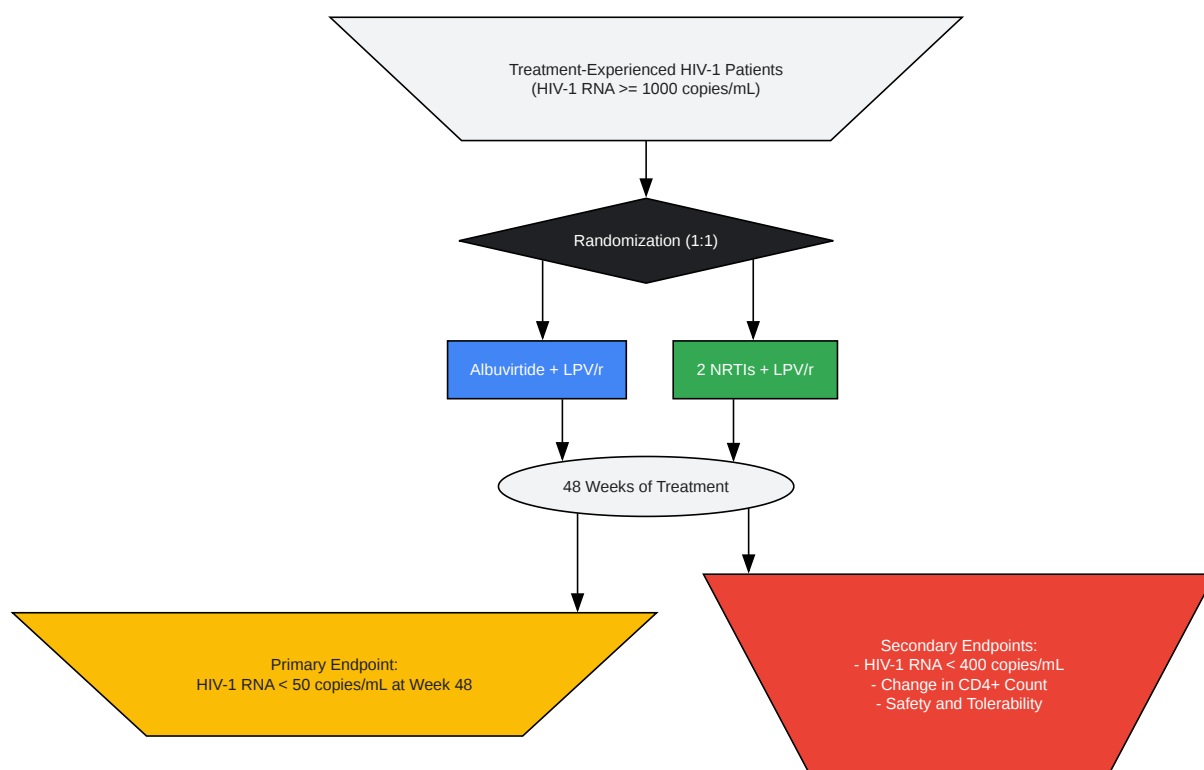 Treatment-Experienced HIV-1 Patients
(HIV-1 RNA >= 1000 copies/mL)
Randomization (1:1)
Albuvirtide + LPV/r
2 NRTIs + LPV/r
48 Weeks of Treatment
Primary Endpoint:
HIV-1 RNA < 50 copies/mL at Week 48
Secondary Endpoints:
- HIV-1 RNA < 400 copies/mL
- Change in CD4+ Count
- Safety and Tolerability